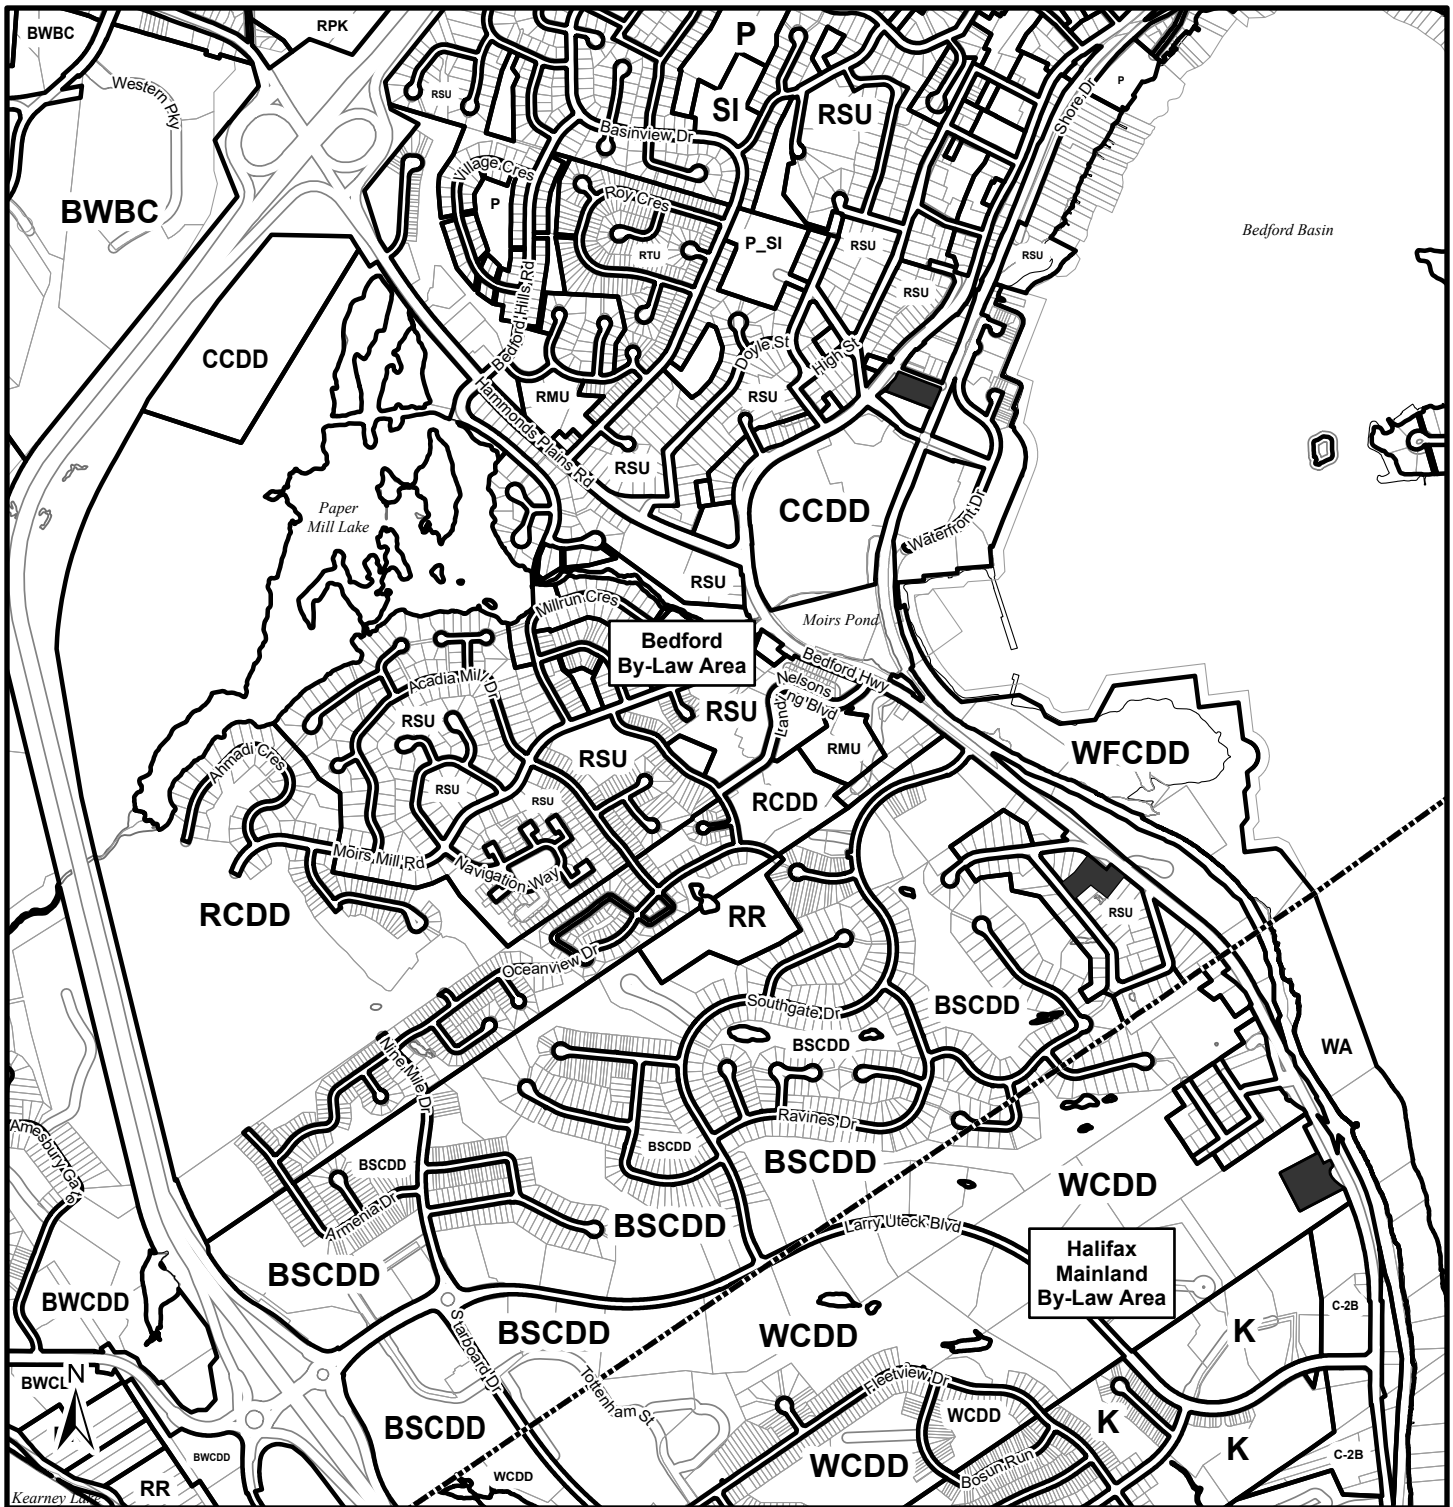 BWBC
RPK
P
P
Western Pky
RSU
SI
RSU
Shore Dr
Basinview Dr
Village Cres
BWBC
P
Roy Cres
Bedford Basin
RTU
P_SI
RSU
RSU
Bedford Hills Rd
RSU
CCDD
Doyle St
High St
Hammonds Plains Rd
RMU
RSU
RSU
Paper
Mill Lake
CCDD
Waterfront Dr
RSU
Millrun Cres
Moirs Pond
Bedford
By-Law Area
Bedford Hwy
Nelsons
Landing Blvd
Acadia Mill Dr
RSU
RSU
RMU
WFCDD
Ahmadi Cres
RSU
RSU
RSU
RCDD
Moirs Mill Rd
Navigation Way
RCDD
RR
RSU
Oceanview Dr
Southgate Dr
BSCDD
Nine Mile Dr
BSCDD
WA
Amesbury Gate
Ravines Dr
BSCDD
BSCDD
BSCDD
WCDD
Armenia Dr
BSCDD
Larry Uteck Blvd
BSCDD
Halifax
Mainland
By-Law Area
BWCDD
C-2B
BSCDD
WCDD
K
Starboard Dr
Tottenham St
N
Fleetview Dr
BSCDD
WCDD
K
K
BWCDD
WCDD
C-2B
RR
WCDD
Bosun Run
Kearney Lake